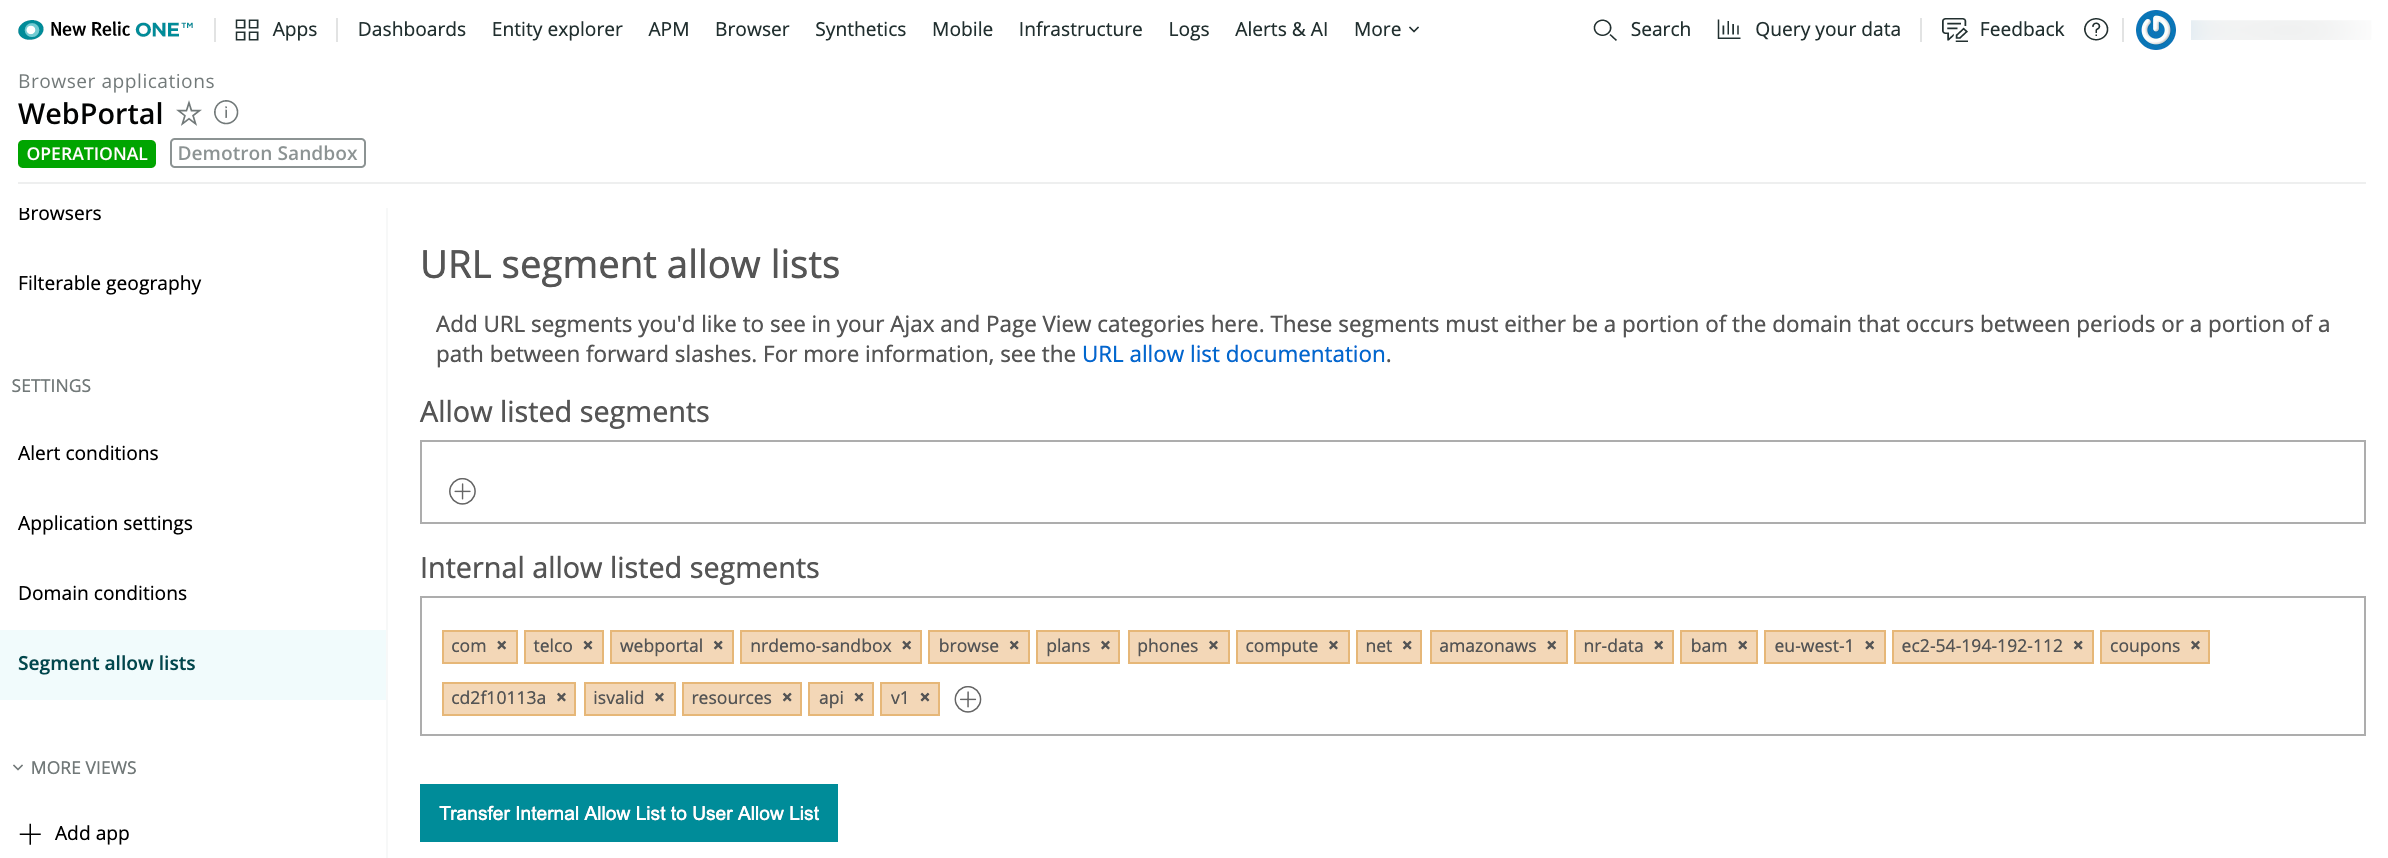 New Relic ONE™ Apps Dashboards Entity explorer APM Browser Synthetics Mobile Infrastructure Logs Alerts & AI More Search Query your data Feedback ?
Browser applications
WebPortal i
OPERATIONAL Demotron Sandbox
Browsers
Filterable geography
SETTINGS
Alert conditions
Application settings
Domain conditions
Segment allow lists
MORE VIEWS
+ Add app
URL segment allow lists
Add URL segments you'd like to see in your Ajax and Page View categories here. These segments must either be a portion of the domain that occurs between periods or a portion of a
path between forward slashes. For more information, see the URL allow list documentation.
Allow listed segments
Internal allow listed segments
com × telco × webportal × nrdemo-sandbox × browse × plans × phones × compute × net × amazonaws × nr-data × bam × eu-west-1 × ec2-54-194-192-112 × coupons ×
cd2f10113a × isvalid × resources × api × v1 ×
Transfer Internal Allow List to User Allow List